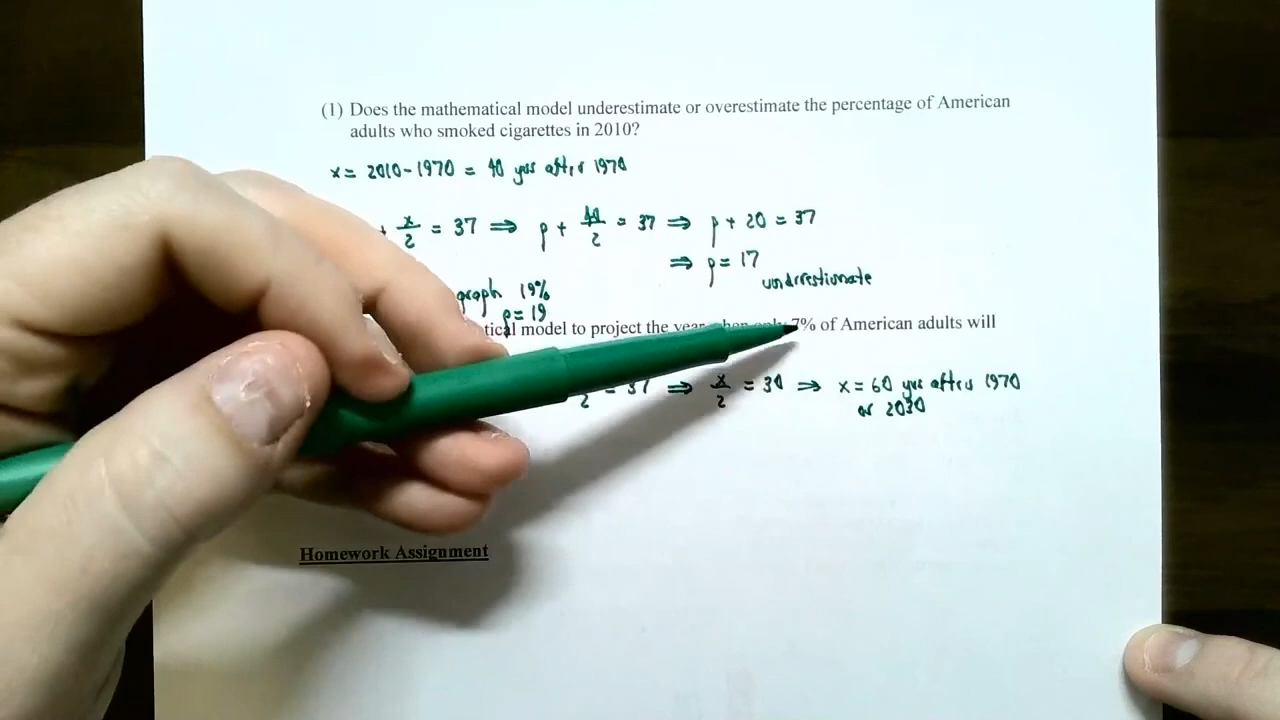 (1) Does the mathematical model underestimate or overestimate the percentage of American
adults who smoked cigarettes in 2010?
x = 2010 - 1970 = 40 yrs after 1970
+ x/2 = 37 ⇒ p + 40/2 = 37 ⇒ p + 20 = 37
⇒ p = 17
underestimate
graph 19%
p = 19
tical model to project the year when only 7% of American adults will
2 = 37 ⇒ x/2 = 30 ⇒ x = 60 yrs after 1970
or 2030
Homework Assignment